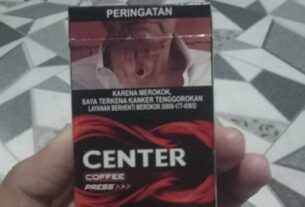 PERINGATAN
KARENA MEROKOK,
SAYA TERKENA KANKER TENGGOROKAN
LAYANAN BERHENTI MEROKOK (0800-177-6565)
CENTER
COFFEE
PRESS >>>